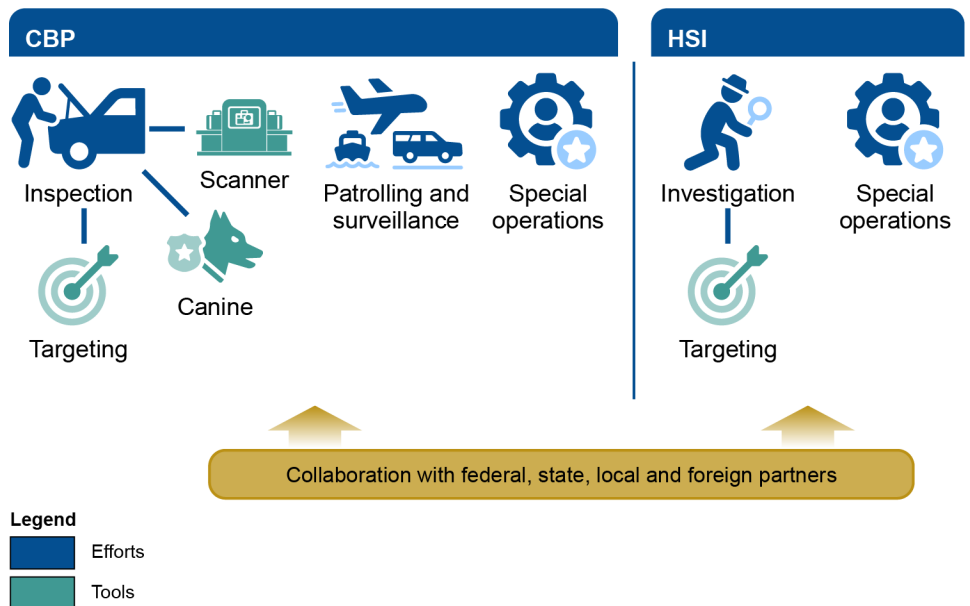 CBP
HSI
Inspection
Scanner
Patrolling and
surveillance
Special
operations
Investigation
Special
operations
Canine
Targeting
Targeting
Collaboration with federal, state, local and foreign partners
Legend
Efforts
Tools